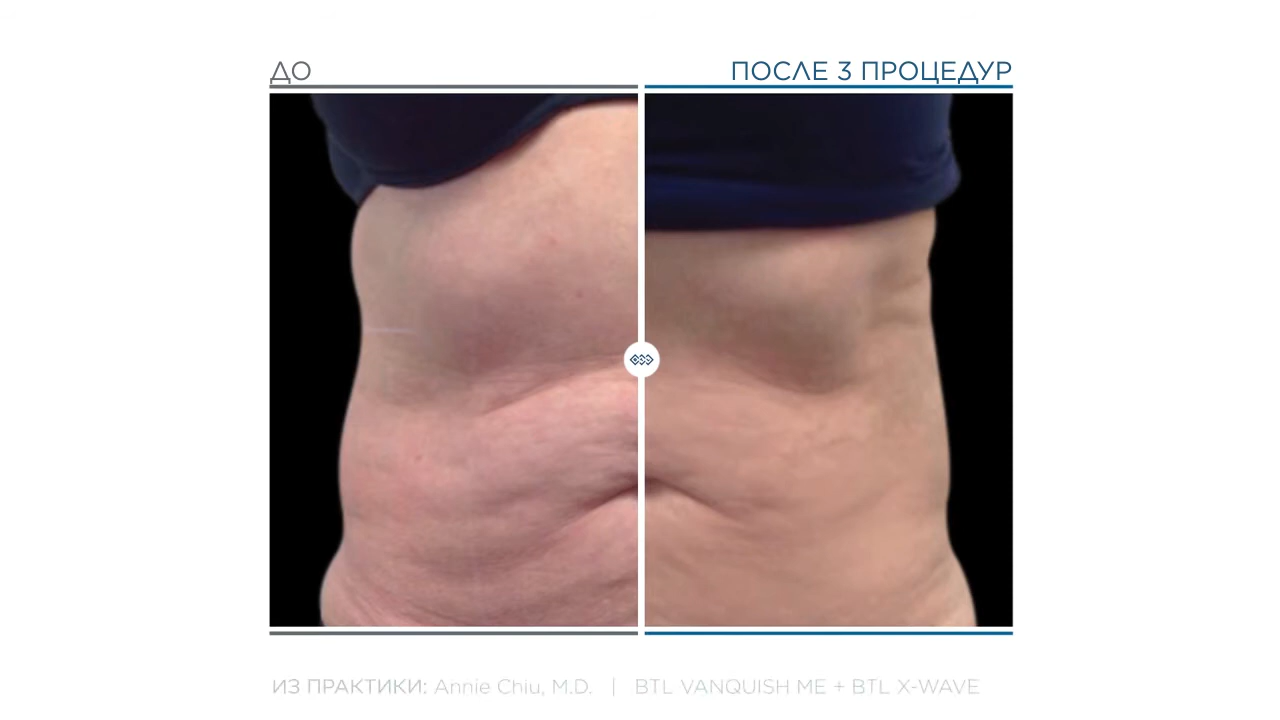 ДО
ПОСЛЕ 3 ПРОЦЕДУР
ИЗ ПРАКТИКИ: Annie Chiu, M.D. | BTL VANQUISH ME + BTL X-WAVE